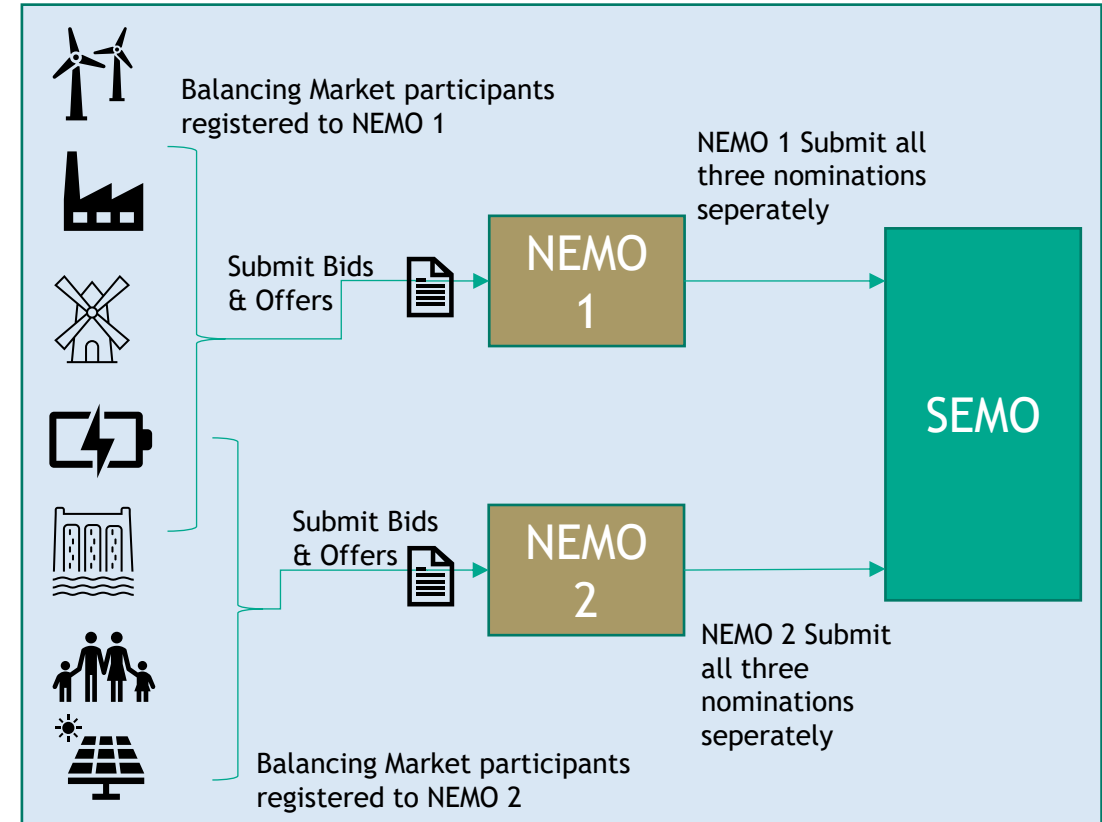 Balancing Market participants
registered to NEMO 1
NEMO 1 Submit all
three nominations
seperately
Submit Bids
& Offers
NEMO
1
SEMO
Submit Bids
& Offers
NEMO
2
NEMO 2 Submit
all three
nominations
seperately
Balancing Market participants
registered to NEMO 2